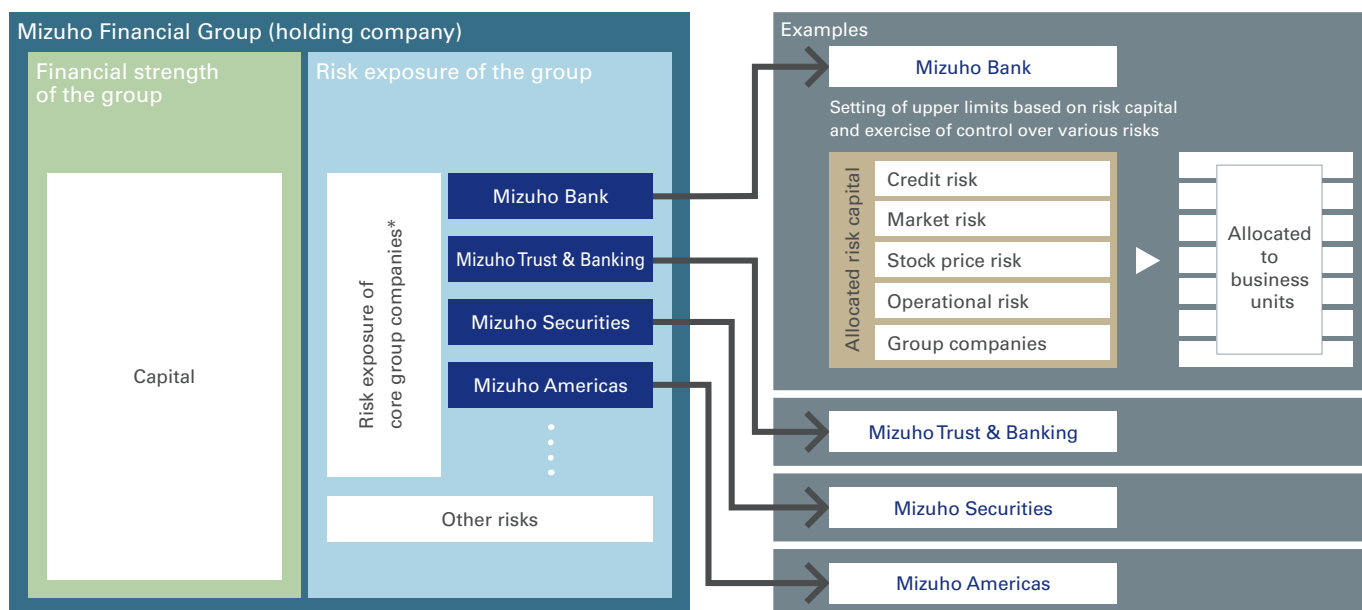 Mizuho Financial Group (holding company)
Financial strength
of the group
Capital
Risk exposure of the group
Risk exposure of
core group companies*
Mizuho Bank
Mizuho Trust & Banking
Mizuho Securities
Mizuho Americas
Other risks
Examples
Mizuho Bank
Setting of upper limits based on risk capital
and exercise of control over various risks
Allocated risk capital
Credit risk
Market risk
Stock price risk
Operational risk
Group companies
Allocated
to
business
units
Mizuho Trust & Banking
Mizuho Securities
Mizuho Americas